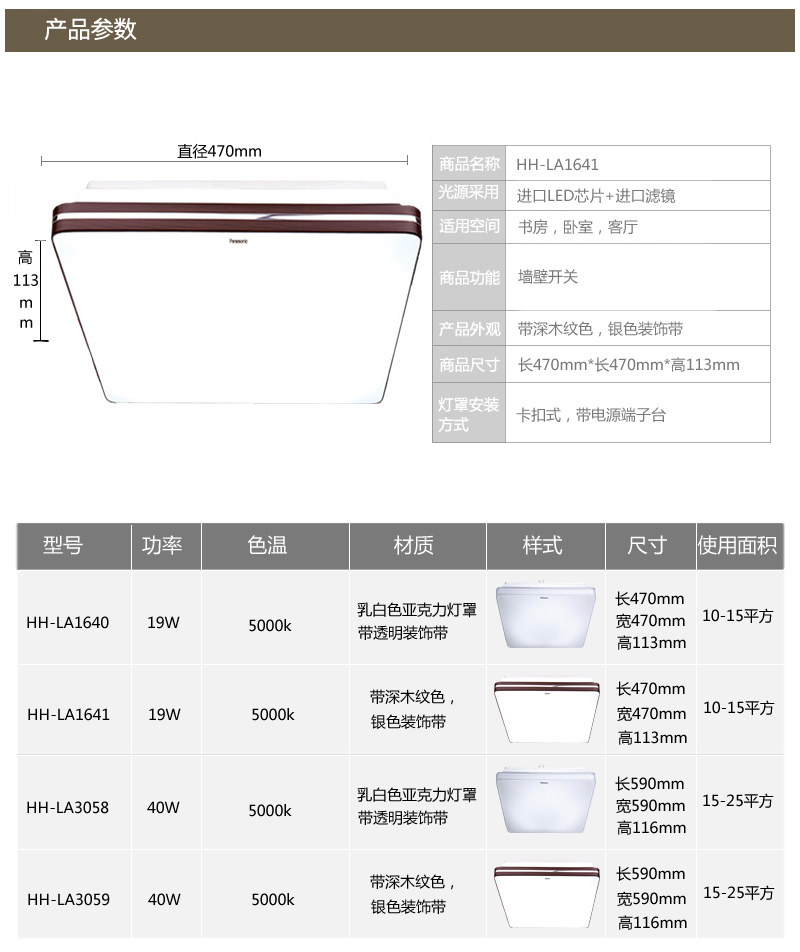 产品参数
直径470mm
高
113
m
m
Panasonic
商品名称 HH-LA1641
光源采用 进口LED芯片+进口滤镜
适用空间 书房，卧室，客厅
商品功能 墙壁开关
产品外观 带深木纹色，银色装饰带
商品尺寸 长470mm*长470mm*高113mm
灯罩安装
方式
卡扣式，带电源端子台
型号 功率 色温 材质 样式 尺寸 使用面积
HH-LA1640 19W 5000k
乳白色亚克力灯罩
带透明装饰带
长470mm
宽470mm
高113mm
10-15平方
HH-LA1641 19W 5000k
带深木纹色，
银色装饰带
长470mm
宽470mm
高113mm
10-15平方
HH-LA3058 40W 5000k
乳白色亚克力灯罩
带透明装饰带
长590mm
宽590mm
高116mm
15-25平方
HH-LA3059 40W 5000k
带深木纹色，
银色装饰带
长590mm
宽590mm
高116mm
15-25平方